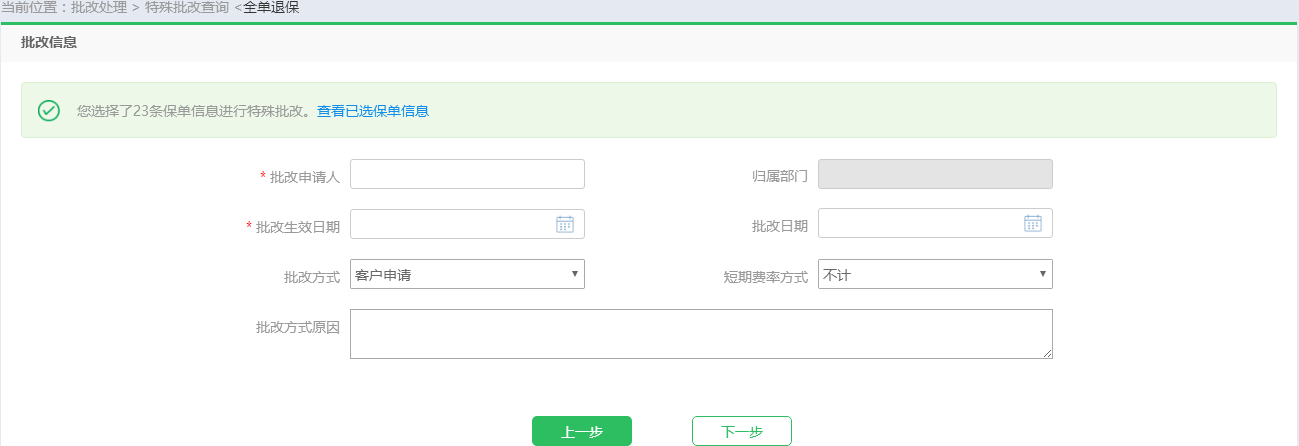 当前位置：批改处理 > 特殊批改查询 <全单退保
批改信息
您选择了23条保单信息进行特殊批改。查看已选保单信息
* 批改申请人 归属部门
* 批改生效日期 批改日期
批改方式 客户申请 短期费率方式 不计
批改方式原因
上一步 下一步